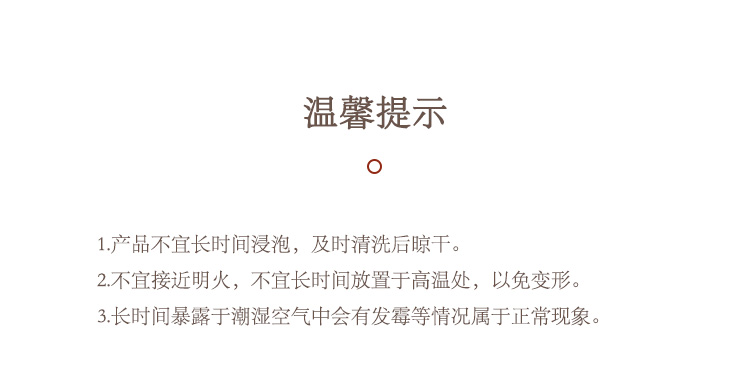 温馨提示
1.产品不宜长时间浸泡，及时清洗后晾干。
2.不宜接近明火，不宜长时间放置于高温处，以免变形。
3.长时间暴露于潮湿空气中会有发霉等情况属于正常现象。